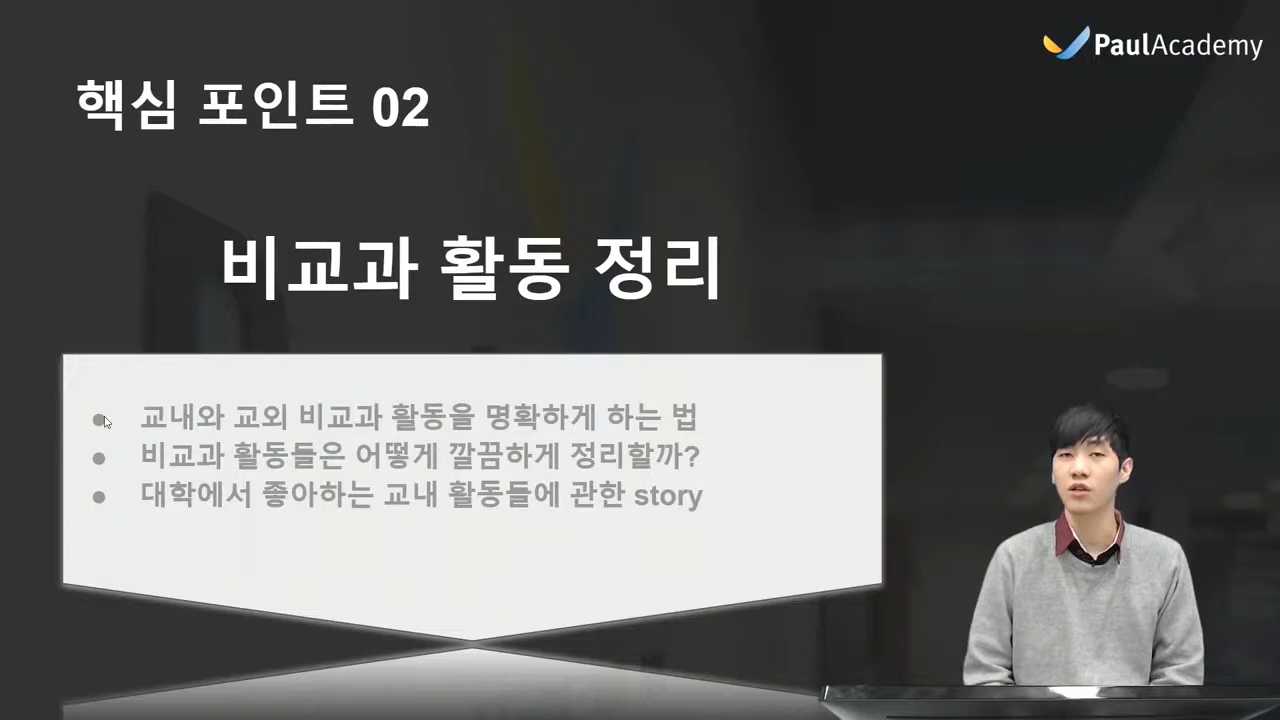 PaulAcademy
핵심 포인트 02
비교과 활동 정리
교내와 교외 비교과 활동을 명확하게 하는 법
비교과 활동들은 어떻게 깔끔하게 정리할까?
대학에서 좋아하는 교내 활동들에 관한 story